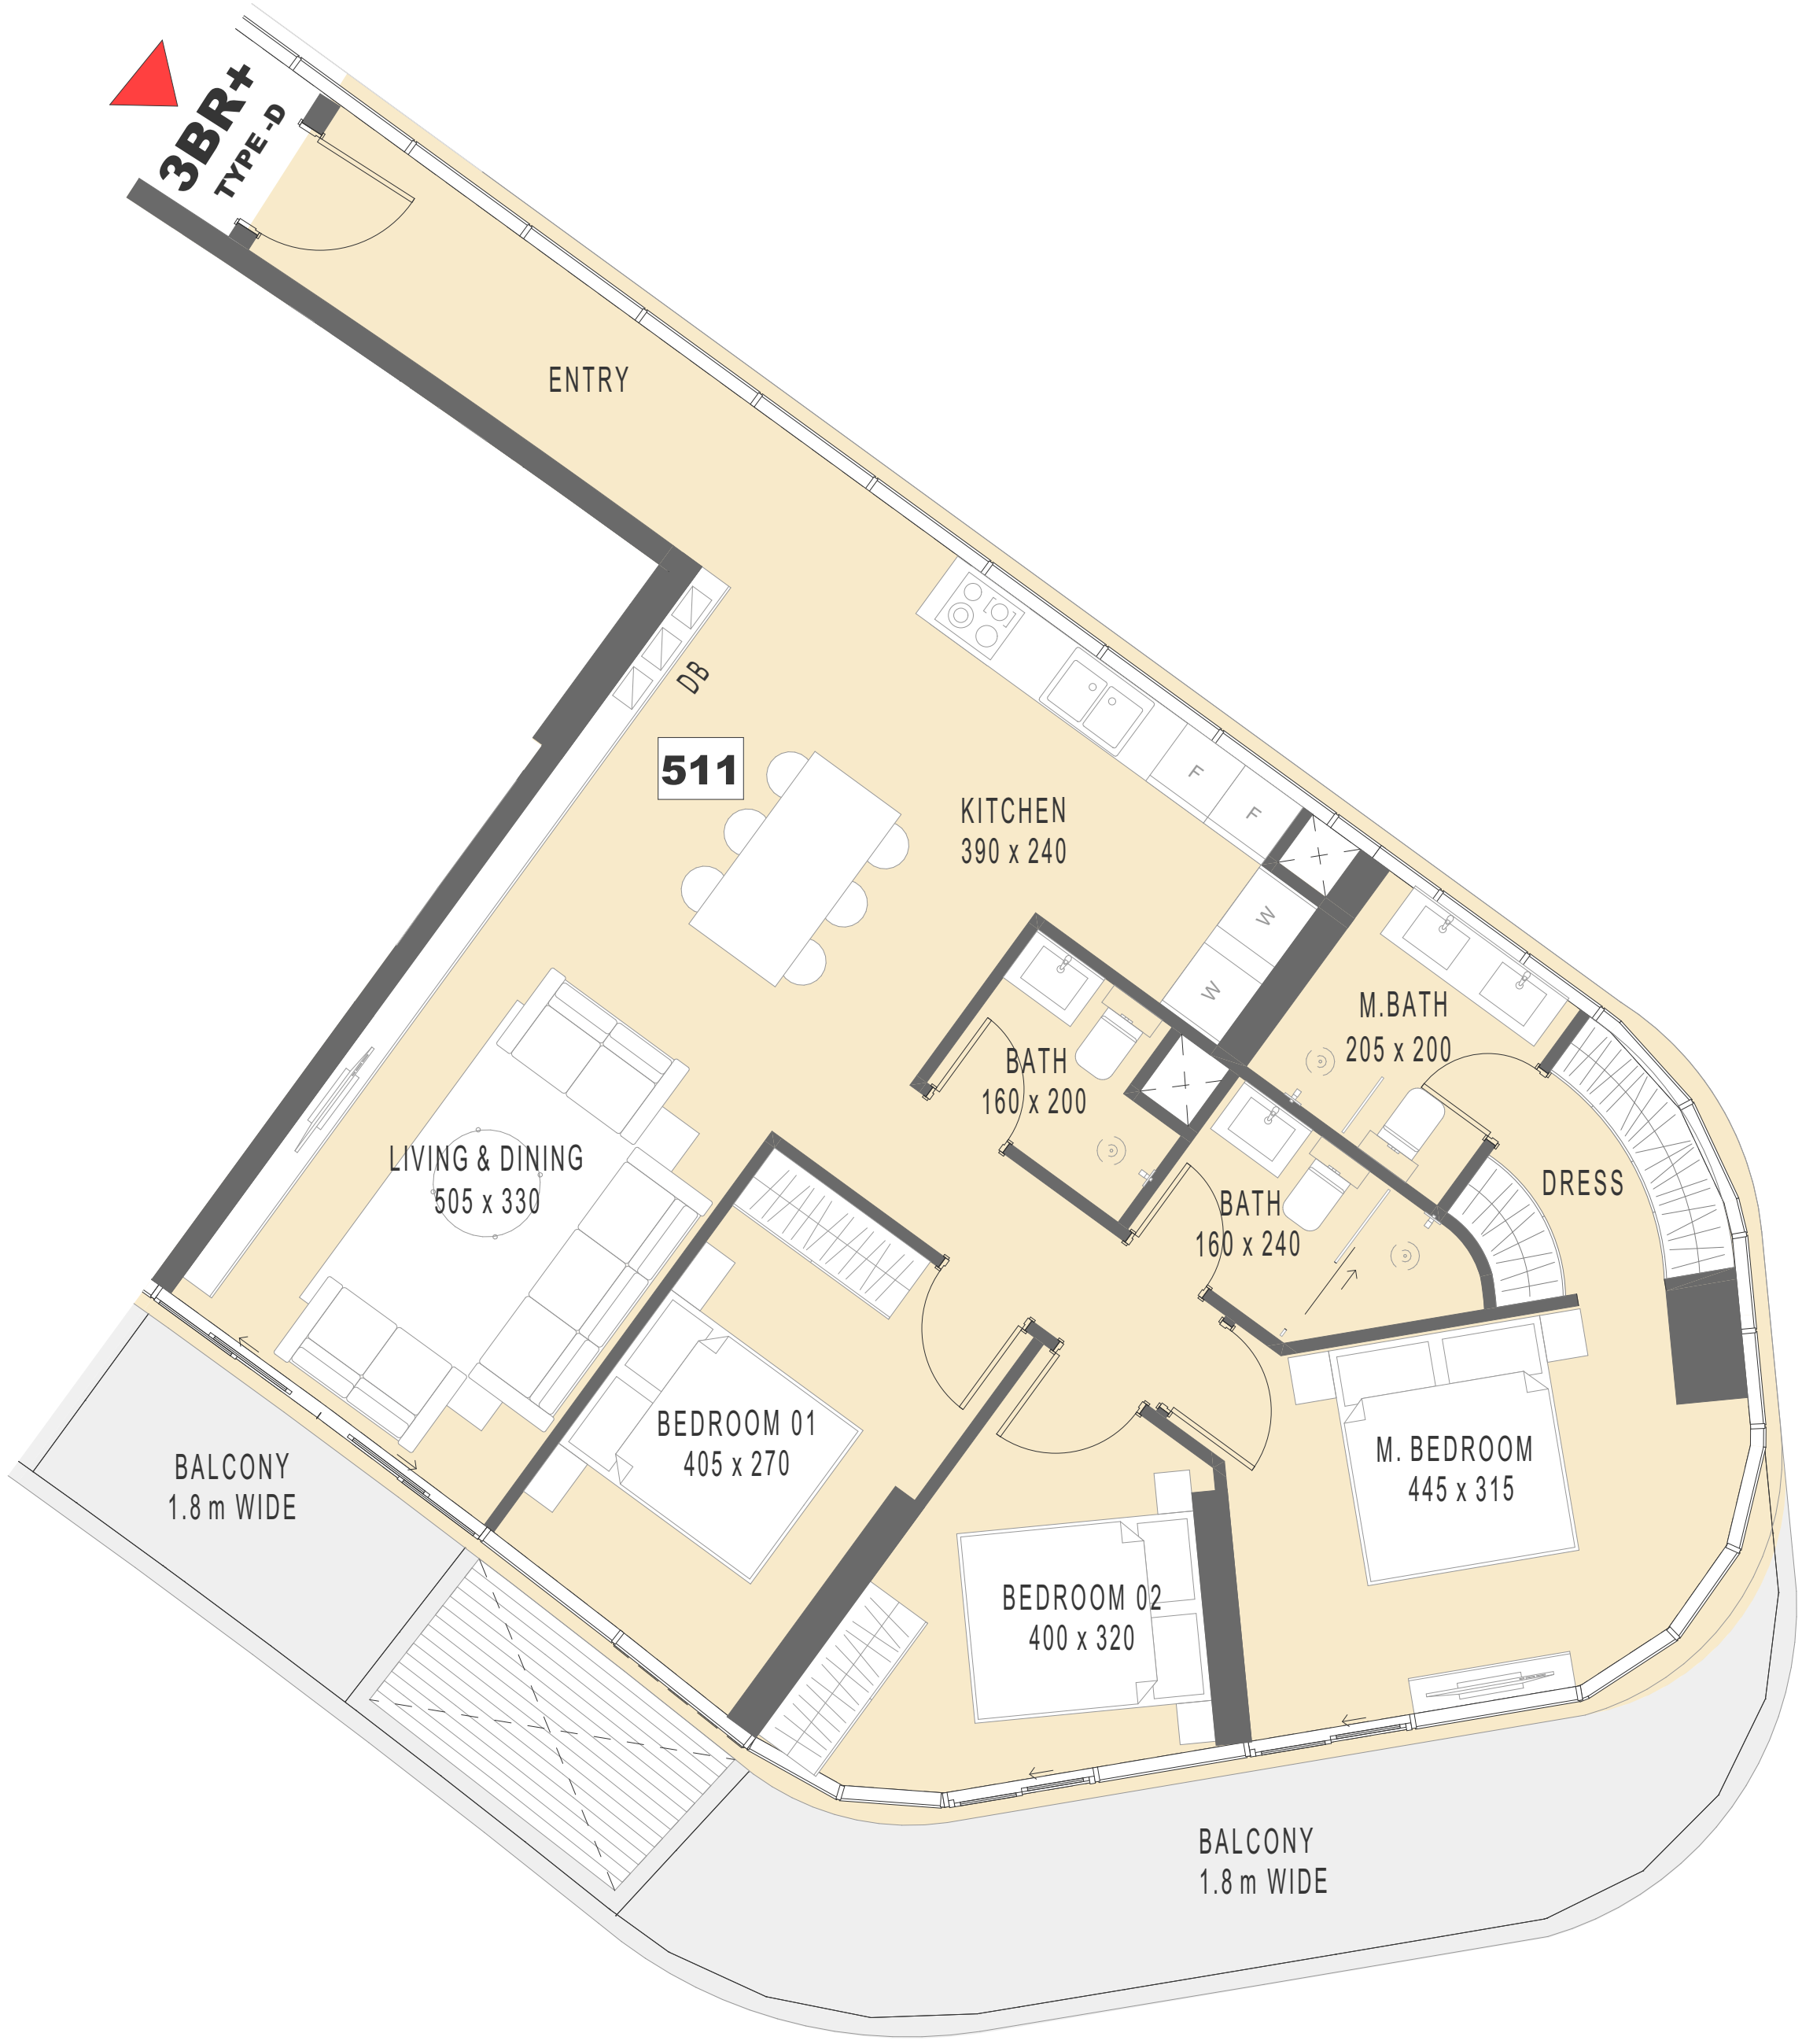 3BR+
TYPE -D
ENTRY
DB
511
KITCHEN
390 x 240
F
F
W
W
M.BATH
205 x 200
BATH
160 x 200
DRESS
BATH
160 x 240
LIVING & DINING
505 x 330
BEDROOM 01
405 x 270
M. BEDROOM
445 x 315
BALCONY
1.8 m WIDE
BEDROOM 02
400 x 320
BALCONY
1.8 m WIDE